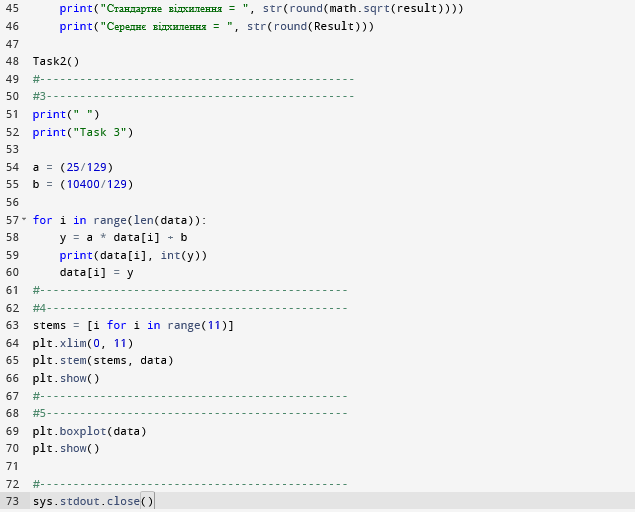 45 print("Стандартне відхилення = ", str(round(math.sqrt(result))))
46 print("Середнє відхилення = ", str(round(Result)))
47
48 Task2()
49 #------------------------------------------------
50 #3-----------------------------------------------
51 print(" ")
52 print("Task 3")
53
54 a = (25/129)
55 b = (10400/129)
56
57 for i in range(len(data)):
58 y = a * data[i] + b
59 print(data[i], int(y))
60 data[i] = y
61 #-----------------------------------------------
62 #4----------------------------------------------
63 stems = [i for i in range(11)]
64 plt.xlim(0, 11)
65 plt.stem(stems, data)
66 plt.show()
67 #-----------------------------------------------
68 #5----------------------------------------------
69 plt.boxplot(data)
70 plt.show()
71
72 #-----------------------------------------------
73 sys.stdout.close()